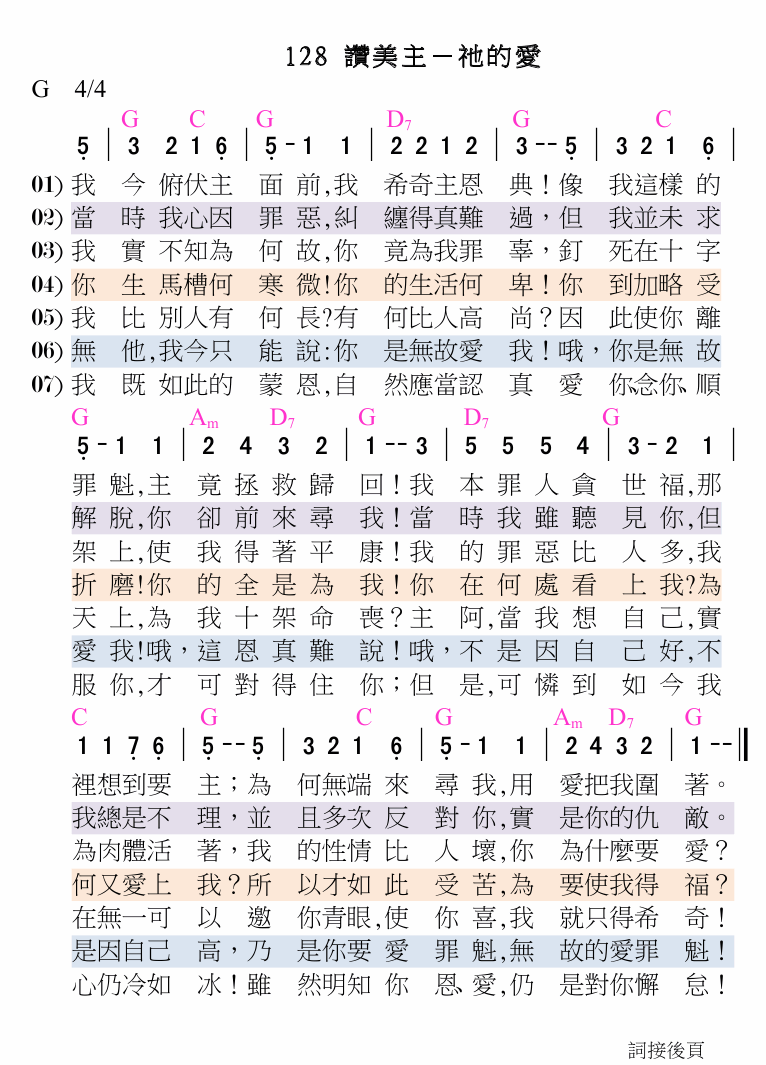 128 讚美主－祂的愛
G 4/4
G C G D7 G C
5̣ | 3 2 1 6̣ | 5̣ - 1 1 | 2 2 1 2 | 3 -- 5̣ | 3 2 1 6̣ |
01) 我 今 俯伏主 面 前,我 希奇主恩 典！像 我這樣 的
02) 當 時 我心因 罪 惡,糾 纏得真難 過，但 我並未 求
03) 我 實 不知為 何 故,你 竟為我罪 辜，釘 死在十 字
04) 你 生 馬槽何 寒 微!你 的生活何 卑！你 到加略 受
05) 我 比 別人有 何 長?有 何比人高 尚？因 此使你 離
06) 無 他,我今只 能 說:你 是無故愛 我！哦，你是無 故
07) 我 既 如此的 蒙 恩,自 然應當認 真 愛 你、念你、順
G Am D7 G D7 G
5̣ - 1 1 | 2 4 3 2 | 1 -- 3 | 5 5 5 4 | 3 - 2 1 |
罪 魁,主 竟 拯 救 歸 回！我 本 罪 人 貪 世 福,那
解 脫,你 卻 前 來 尋 我！當 時 我 雖 聽 見 你,但
架 上,使 我 得 著 平 康！我 的 罪 惡 比 人 多,我
折 磨!你 的 全 是 為 我！你 在 何 處 看 上 我?為
天 上,為 我 十 架 命 喪？主 阿,當 我 想 自 己,實
愛 我!哦，這 恩 真 難 說！哦，不 是 因 自 己 好,不
服 你,才 可 對 得 住 你；但 是,可 憐 到 如 今 我
C G C G Am D7 G
1 1 7̣ 6̣ | 5̣ -- 5̣ | 3 2 1 6̣ | 5̣ - 1 1 | 2 4 3 2 | 1 -- ‖
裡想到要 主；為 何無端 來 尋 我,用 愛把我圍 著。
我總是不 理，並 且多次 反 對 你,實 是你的仇 敵。
為肉體活 著，我 的性情 比 人 壞,你 為什麼要 愛？
何又愛上 我？所 以才如 此 受 苦,為 要使我得 福？
在無一可 以 邀 你青眼,使 你 喜,我 就只得希 奇！
是因自己 高，乃 是你要 愛 罪 魁,無 故的愛罪 魁！
心仍冷如 冰！雖 然明知 你 恩、愛,仍 是對你懈 怠！
詞接後頁